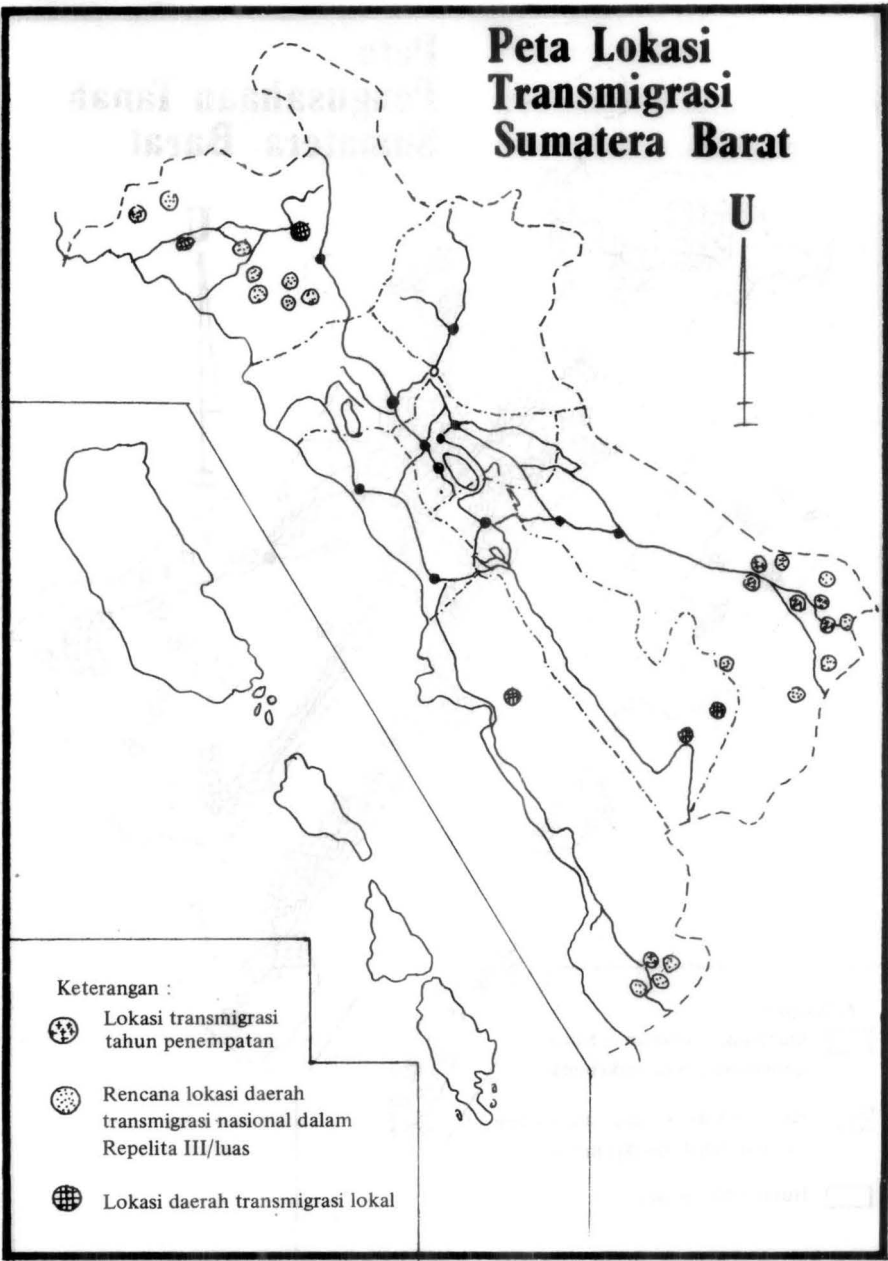 Peta Lokasi
Transmigrasi
Sumatera Barat
U
Keterangan :
Lokasi transmigrasi
tahun penempatan
Rencana lokasi daerah
transmigrasi nasional dalam
Repelita III/luas
Lokasi daerah transmigrasi lokal